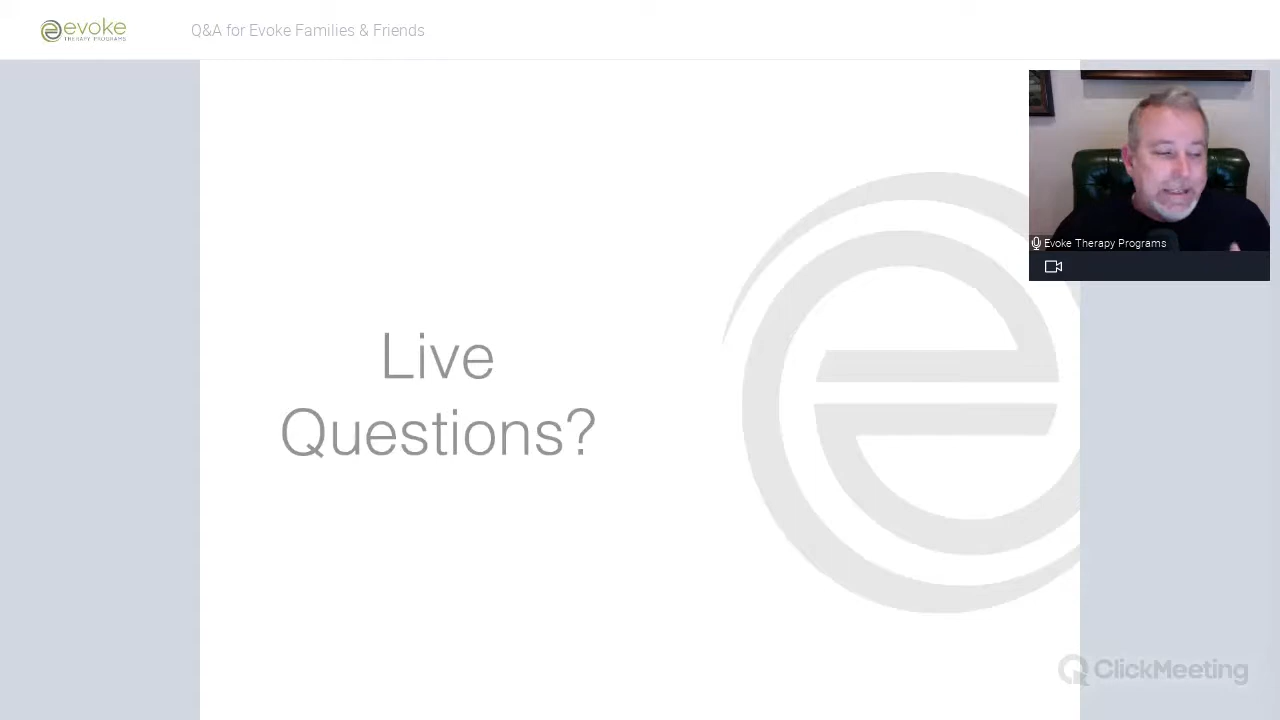 evoke
THERAPY PROGRAMS
Q&A for Evoke Families & Friends
Evoke Therapy Programs
Live
Questions?
ClickMeeting